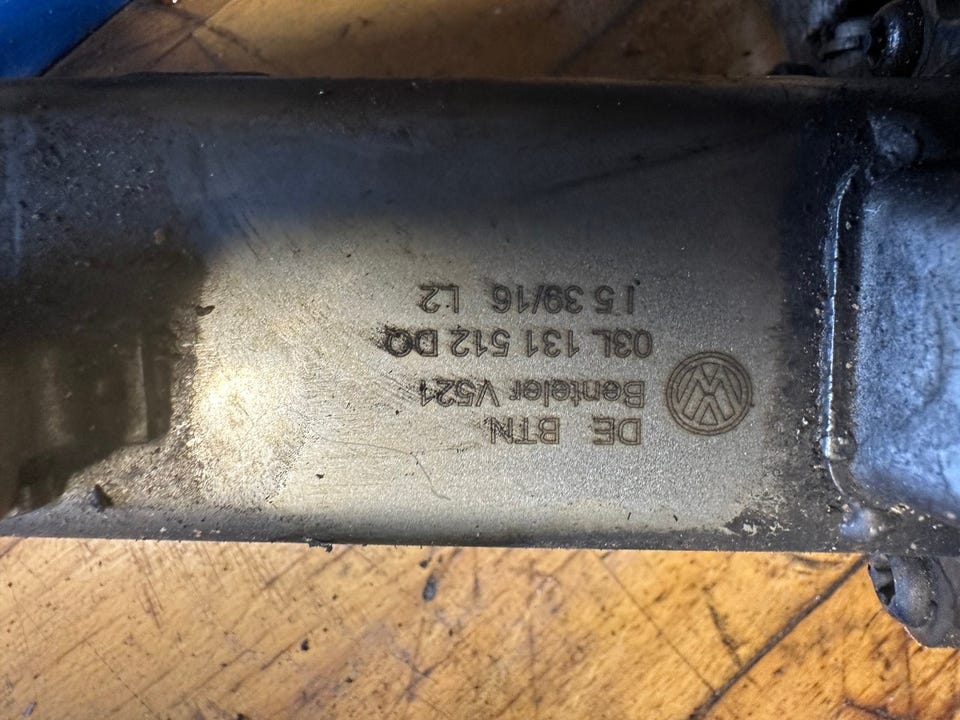 DE BTN
Benteler V521
03L 131 512 DQ
I 5 39/16 L2